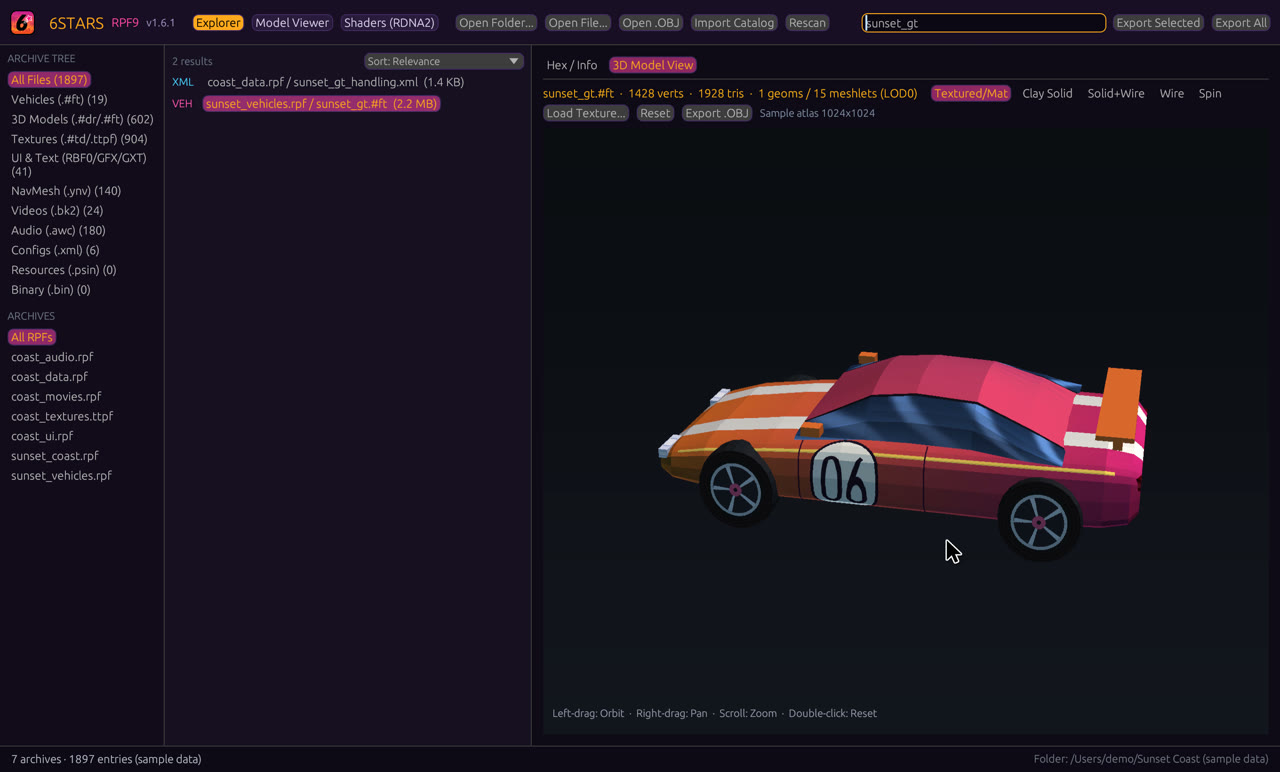 6STARS RPF9 v1.6.1 Explorer Model Viewer Shaders (RDNA2) Open Folder... Open File... Open .OBJ Import Catalog Rescan sunset_gt Export Selected Export All
ARCHIVE TREE
All Files (1897)
Vehicles (.#ft) (19)
3D Models (.#dr/.#ft) (602)
Textures (.#td/.ttpf) (904)
UI & Text (RBF0/GFX/GXT)
(41)
NavMesh (.ynv) (140)
Videos (.bk2) (24)
Audio (.awc) (180)
Configs (.xml) (6)
Resources (.psin) (0)
Binary (.bin) (0)
ARCHIVES
All RPFs
coast_audio.rpf
coast_data.rpf
coast_movies.rpf
coast_textures.ttpf
coast_ui.rpf
sunset_coast.rpf
sunset_vehicles.rpf
2 results Sort: Relevance
XML coast_data.rpf / sunset_gt_handling.xml (1.4 KB)
VEH sunset_vehicles.rpf / sunset_gt.#ft (2.2 MB)
Hex / Info 3D Model View
sunset_gt.#ft · 1428 verts · 1928 tris · 1 geoms / 15 meshlets (LOD0) Textured/Mat Clay Solid Solid+Wire Wire Spin
Load Texture... Reset Export .OBJ Sample atlas 1024x1024
06
Left-drag: Orbit · Right-drag: Pan · Scroll: Zoom · Double-click: Reset
7 archives · 1897 entries (sample data) Folder: /Users/demo/Sunset Coast (sample data)